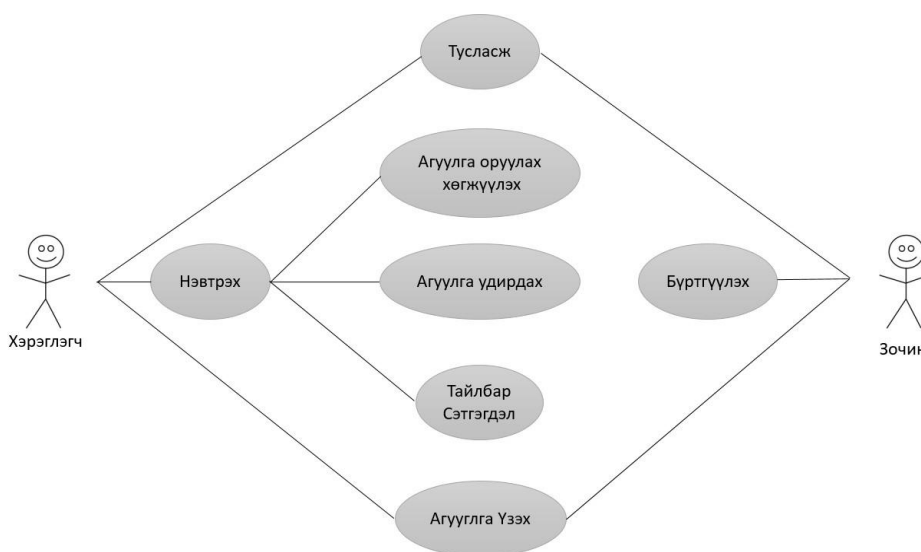 Тусласж
Агуулга оруулах
хөгжүүлэх
Нэвтрэх
Агуулга удирдах
Бүртгүүлэх
Хэрэглэгч
Зочин
Тайлбар
Сэтгэгдэл
Агууглга Үзэх